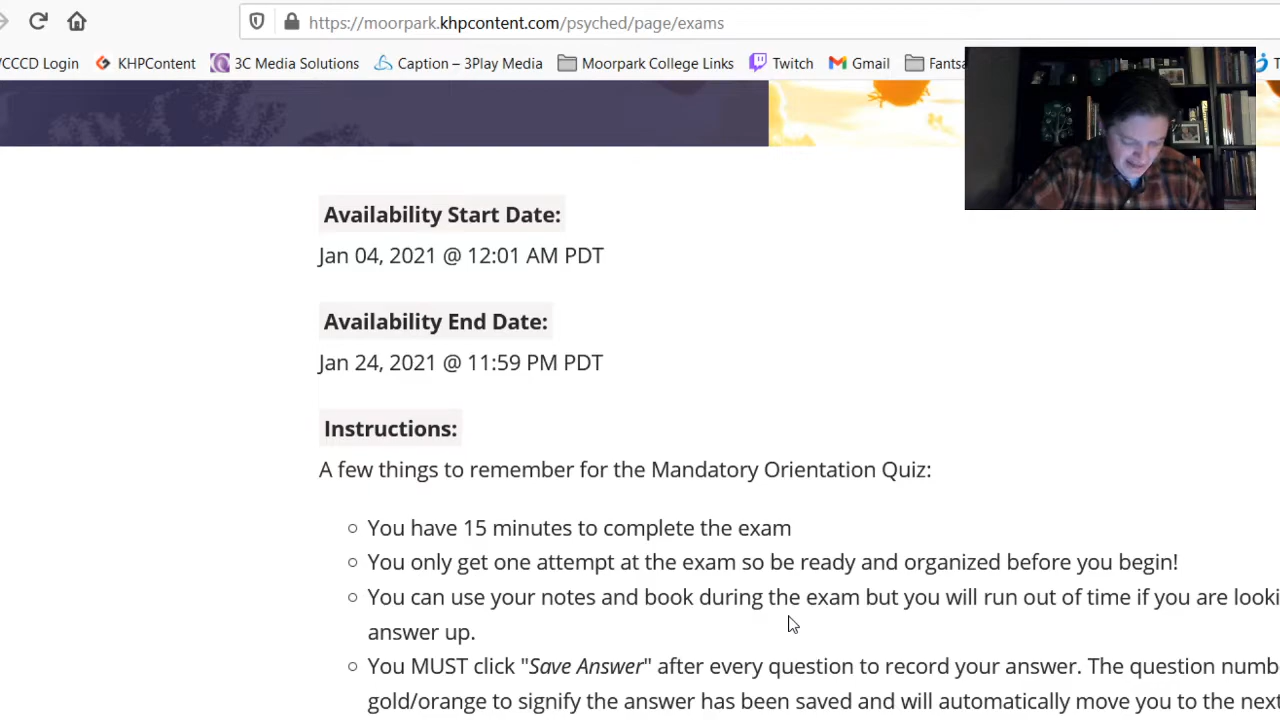 https://moorpark.khpcontent.com/psyched/page/exams
CCCD Login KHPContent 3C Media Solutions Caption – 3Play Media Moorpark College Links Twitch Gmail Fants
Availability Start Date:
Jan 04, 2021 @ 12:01 AM PDT
Availability End Date:
Jan 24, 2021 @ 11:59 PM PDT
Instructions:
A few things to remember for the Mandatory Orientation Quiz:
You have 15 minutes to complete the exam
You only get one attempt at the exam so be ready and organized before you begin!
You can use your notes and book during the exam but you will run out of time if you are looki
answer up.
You MUST click "Save Answer" after every question to record your answer. The question numb
gold/orange to signify the answer has been saved and will automatically move you to the next